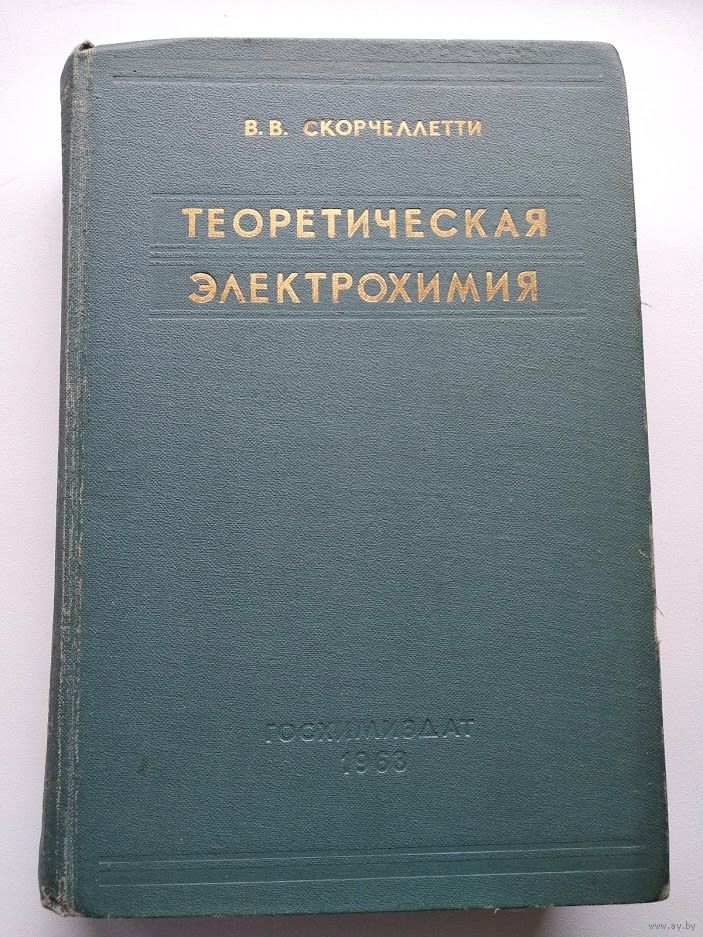 В. В. СКОРЧЕЛЛЕТТИ
ТЕОРЕТИЧЕСКАЯ
ЭЛЕКТРОХИМИЯ
ГОСХИМИЗДАТ
1963
www.ay.by